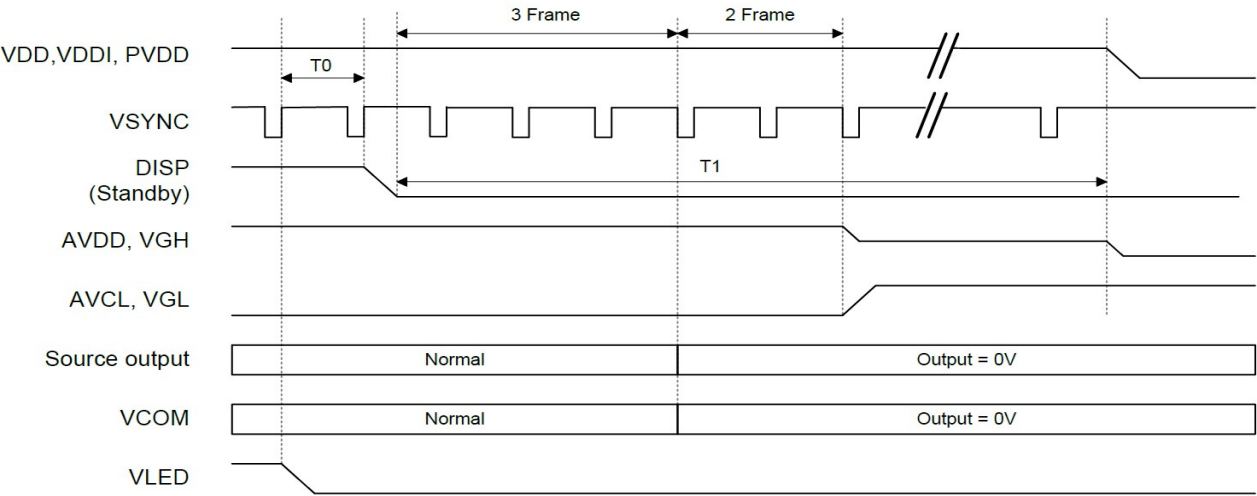 3 Frame
2 Frame
VDD,VDDI, PVDD
T0
VSYNC
DISP
(Standby)
T1
AVDD, VGH
AVCL, VGL
Source output
Normal
Output = 0V
VCOM
Normal
Output = 0V
VLED